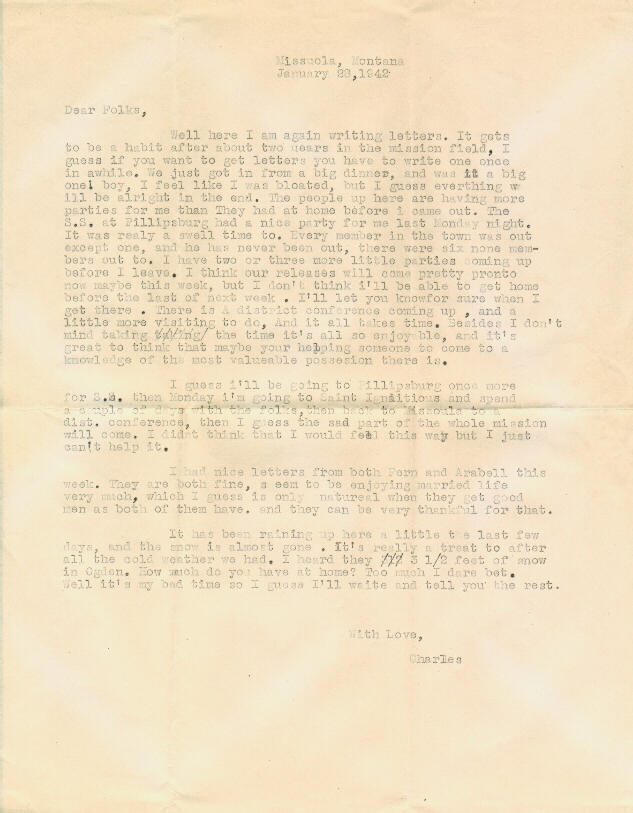 Missuola, Montana
January 28,1942
Dear Folks,
Well here I am again writing letters. It gets
to be a habit after about two years in the mission field, I
guess if you want to get letters you have to write one once
in awhile. We just got in from a big dinner, and was it a big
one! boy, I feel like I was bloated, but I guess everthing w
ill be alright in the end. The people up here are having more
parties for me than They had at home before i came out. The
S.S. at Pillipsburg had a nice party for me last Monday night.
It was realy a swell time to. Every member in the town was out
except one, and he has never been out, there were six none mem-
bers out to. I have two or three more little parties coming up
before I leave. I think our releases will come pretty pronto
now maybe this week, but I don't think i'll be able to get home
before the last of next week . I'll let you knowfor sure when I
get there . There is A district conference coming up , and a
little more visiting to do, And it all takes time. Besides I don't
mind taking the time it's all so enjoyable, and it's
great to think that maybe your helping someone to come to a
knowledge of the most valueable possesion there is.
I guess i'll be going to Pillipsburg once more
for S.S. then Monday i'm going to Saint Ignaitious and spend
a couple of days with the folks,then back to Missoula to a
dist. conference, then I guess the sad part of the whole mission
will come. I didnt think that I would feel this way but I just
can't help it.
I had nice letters from both Fern and Arabell this
week. They are both fine, s eem to be enjoying married life
very much, which I guess is only natureal when they get good
men as both of them have. and they can be very thankful for that.
It has been raining up here a little the last few
days, and the snow is almost gone . It's really a treat to after
all the cold weather we had. I heard they 3 1/2 feet of snow
in Ogden. How much do you have at home? Too much I dare bet.
Well it's my bad time so I guess I'll waite and tell you the rest.
With Love,
Charles